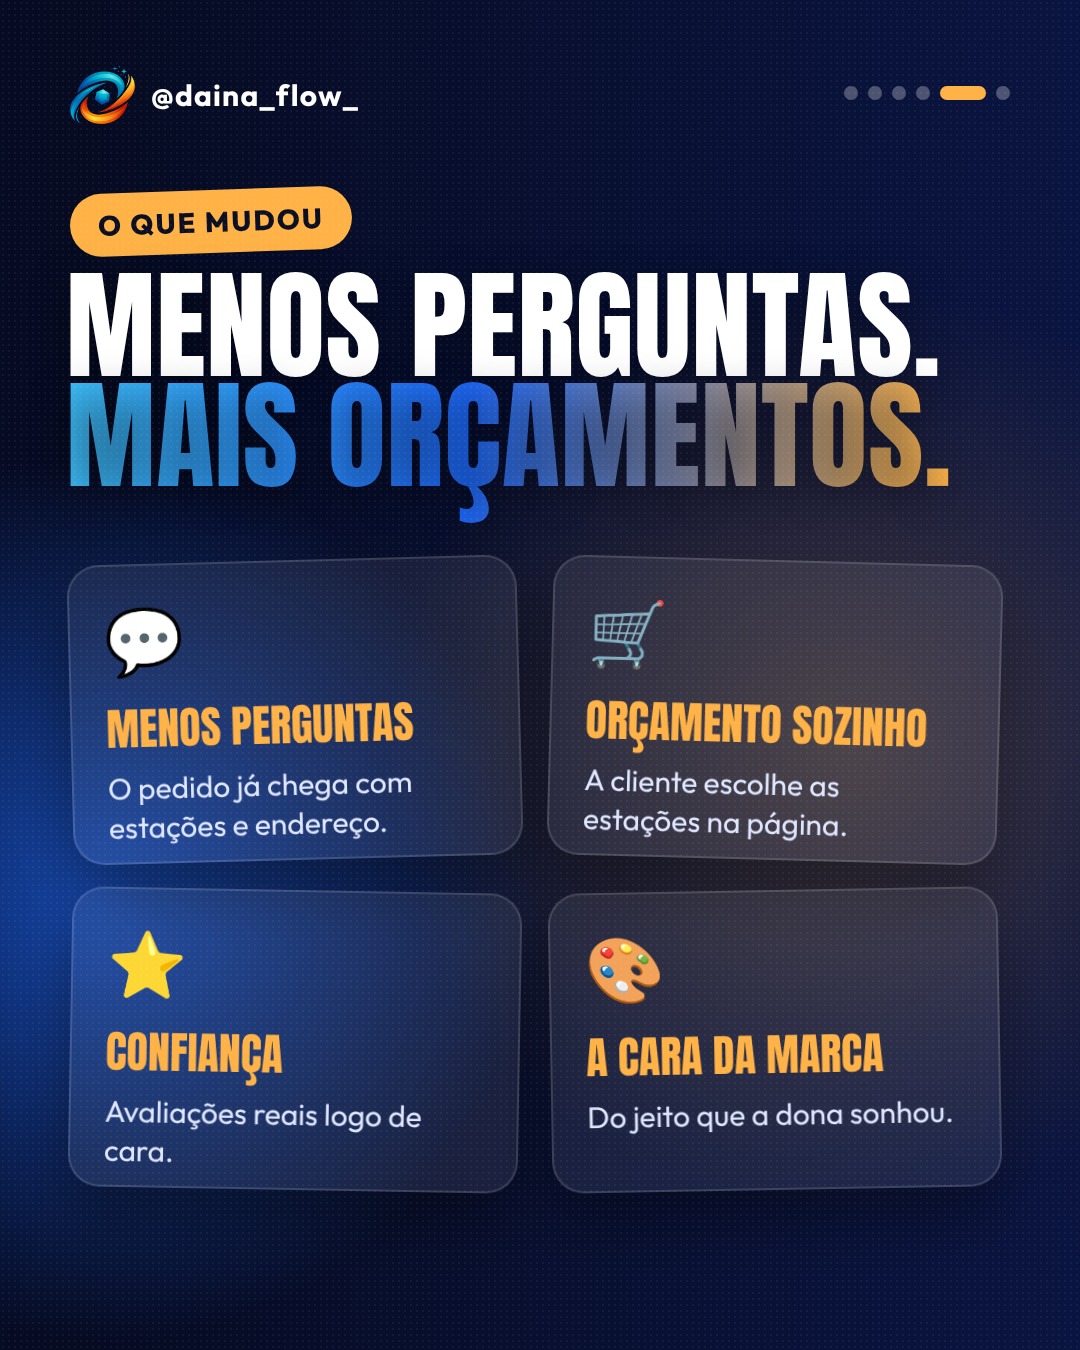 @daina_flow_
O QUE MUDOU
MENOS PERGUNTAS.
MAIS ORÇAMENTOS.
MENOS PERGUNTAS
O pedido já chega com
estações e endereço.
ORÇAMENTO SOZINHO
A cliente escolhe as
estações na página.
CONFIANÇA
Avaliações reais logo de
cara.
A CARA DA MARCA
Do jeito que a dona sonhou.